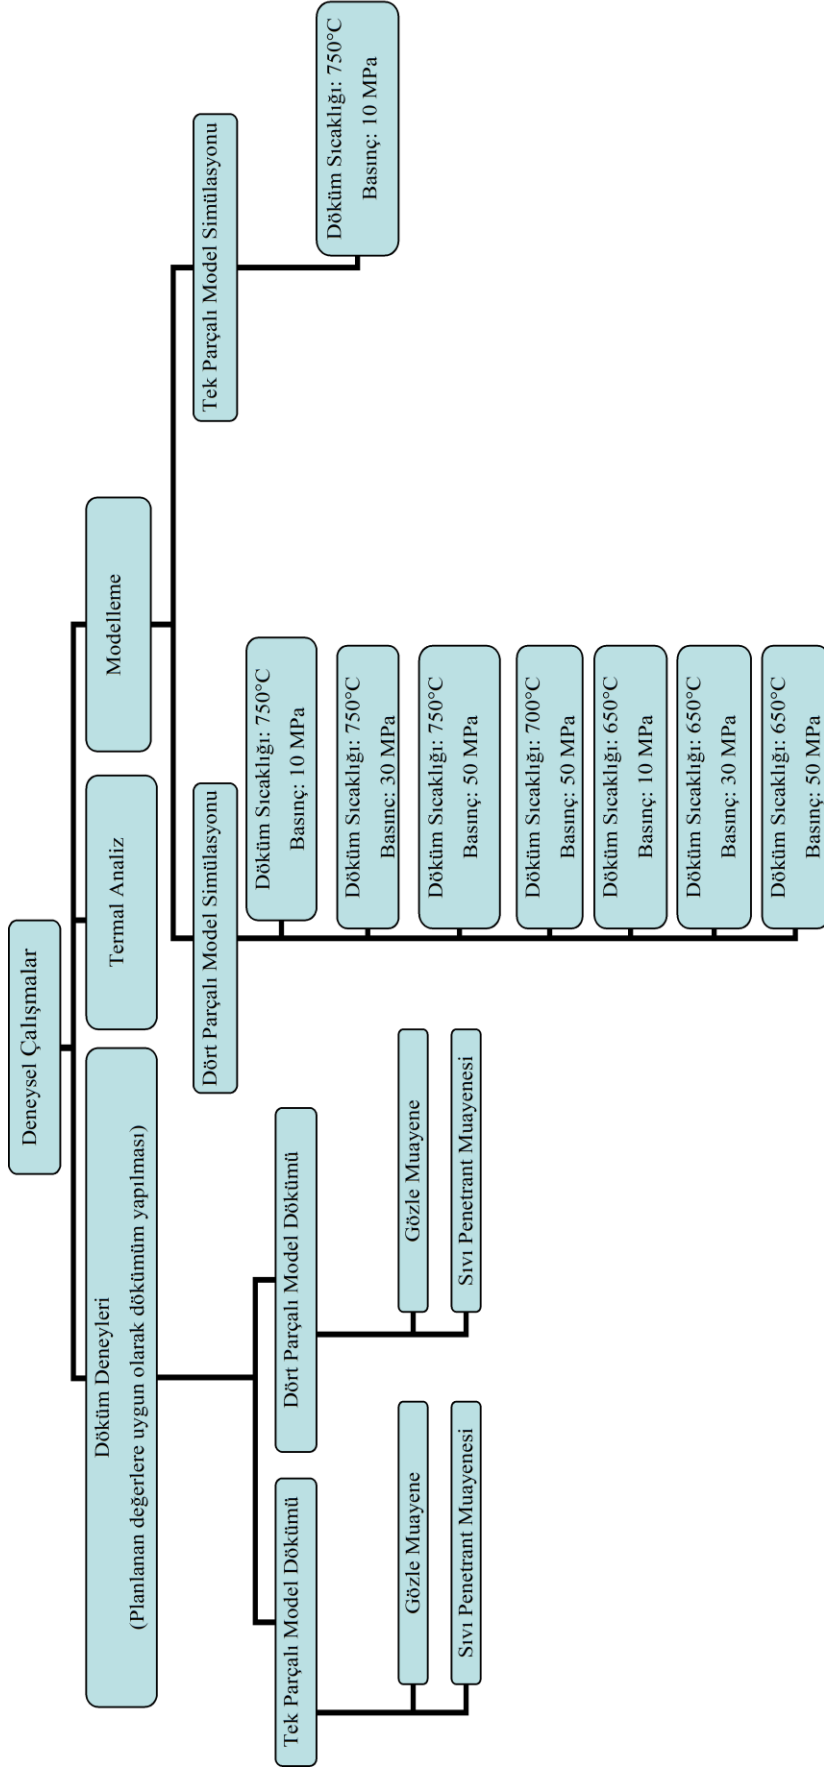 Deneysel Çalışmalar
Döküm Deneyleri
(Planlanan değerlere uygun olarak dökümüm yapılması)
Termal Analiz
Modelleme
Tek Parçalı Model Dökümü
Gözle Muayene
Sıvı Penetrant Muayenesi
Dört Parçalı Model Dökümü
Gözle Muayene
Sıvı Penetrant Muayenesi
Dört Parçalı Model Simülasyonu
Döküm Sıcaklığı: 750°C
Basınç: 10 MPa
Döküm Sıcaklığı: 750°C
Basınç: 30 MPa
Döküm Sıcaklığı: 750°C
Basınç: 50 MPa
Döküm Sıcaklığı: 700°C
Basınç: 50 MPa
Döküm Sıcaklığı: 650°C
Basınç: 10 MPa
Döküm Sıcaklığı: 650°C
Basınç: 30 MPa
Döküm Sıcaklığı: 650°C
Basınç: 50 MPa
Tek Parçalı Model Simülasyonu
Döküm Sıcaklığı: 750°C
Basınç: 10 MPa